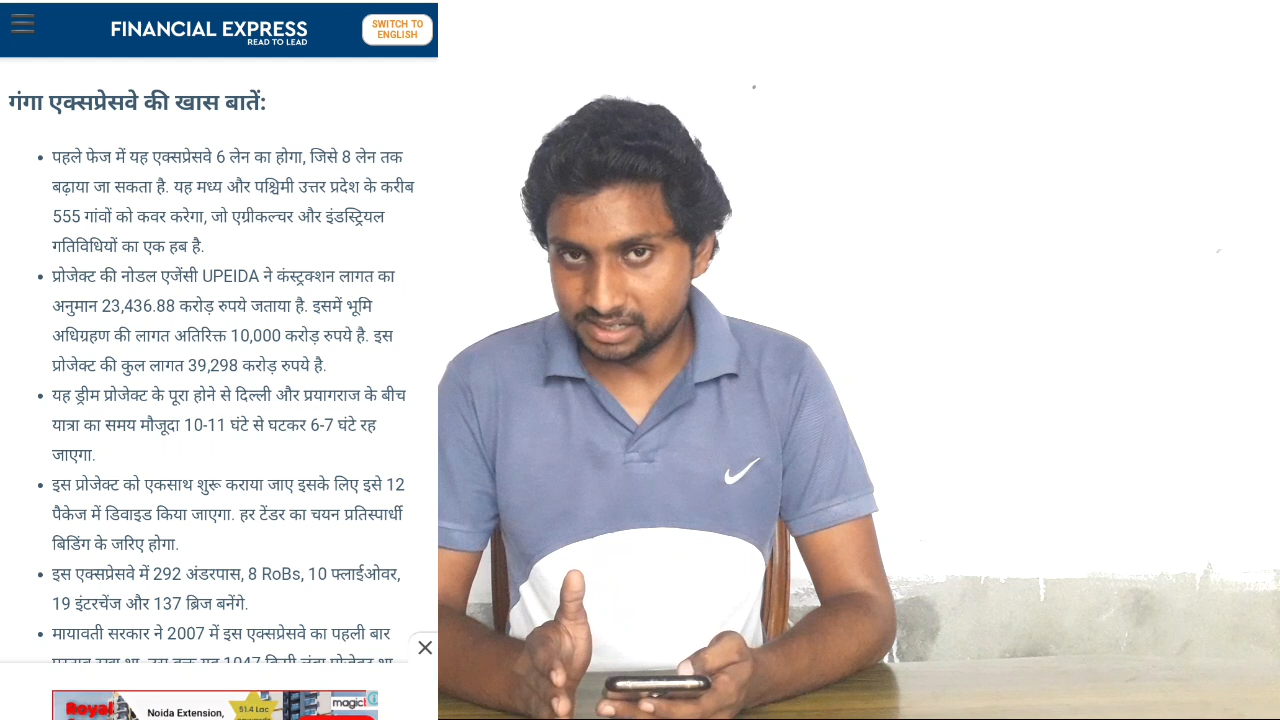 FINANCIAL EXPRESS
READ TO LEAD
SWITCH TO
ENGLISH
गंगा एक्सप्रेसवे की खास बातें:
• पहले फेज में यह एक्सप्रेसवे 6 लेन का होगा, जिसे 8 लेन तक
बढ़ाया जा सकता है. यह मध्य और पश्चिमी उत्तर प्रदेश के करीब
555 गांवों को कवर करेगा, जो एग्रीकल्चर और इंडस्ट्रियल
गतिविधियों का एक हब है.
• प्रोजेक्ट की नोडल एजेंसी UPEIDA ने कंस्ट्रक्शन लागत का
अनुमान 23,436.88 करोड़ रुपये जताया है. इसमें भूमि
अधिग्रहण की लागत अतिरिक्त 10,000 करोड़ रुपये है. इस
प्रोजेक्ट की कुल लागत 39,298 करोड़ रुपये है.
• यह ड्रीम प्रोजेक्ट के पूरा होने से दिल्ली और प्रयागराज के बीच
यात्रा का समय मौजूदा 10-11 घंटे से घटकर 6-7 घंटे रह
जाएगा.
• इस प्रोजेक्ट को एकसाथ शुरू कराया जाए इसके लिए इसे 12
पैकेज में डिवाइड किया जाएगा. हर टेंडर का चयन प्रतिस्पार्धी
बिडिंग के जरिए होगा.
• इस एक्सप्रेसवे में 292 अंडरपास, 8 RoBs, 10 फ्लाईओवर,
19 इंटरचेंज और 137 ब्रिज बनेंगे.
• मायावती सरकार ने 2007 में इस एक्सप्रेसवे का पहली बार
Royal
Noida Extension,
51.4 Lac
magic